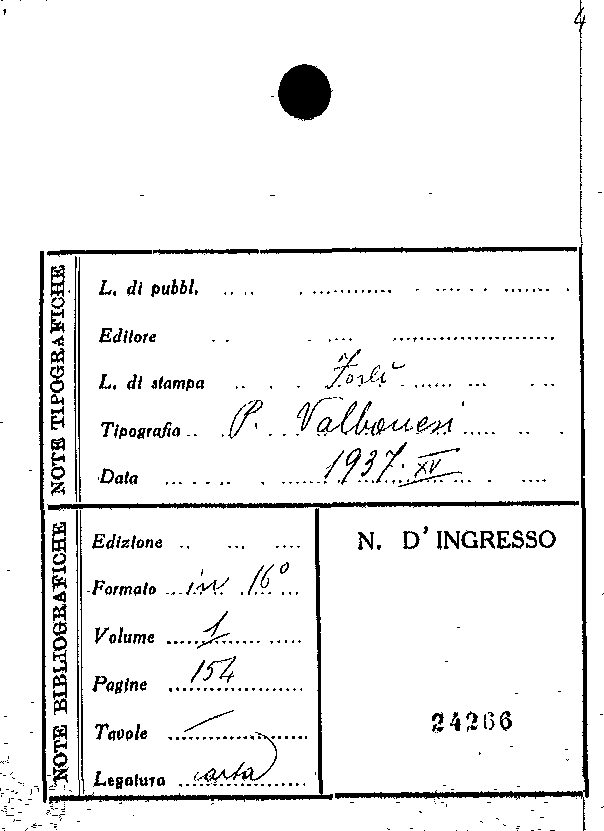 4
NOTE TIPOGRAFICHE
L. di pubbl.
Editore
L. di stampa Forlì
Tipografia P. Valbonesi
Data 1937. XV
NOTE BIBLIOGRAFICHE
Edizione
Formato in 16°
Volume 1
Pagine 154
Tavole —
Legatura carta
N. D'INGRESSO
24266